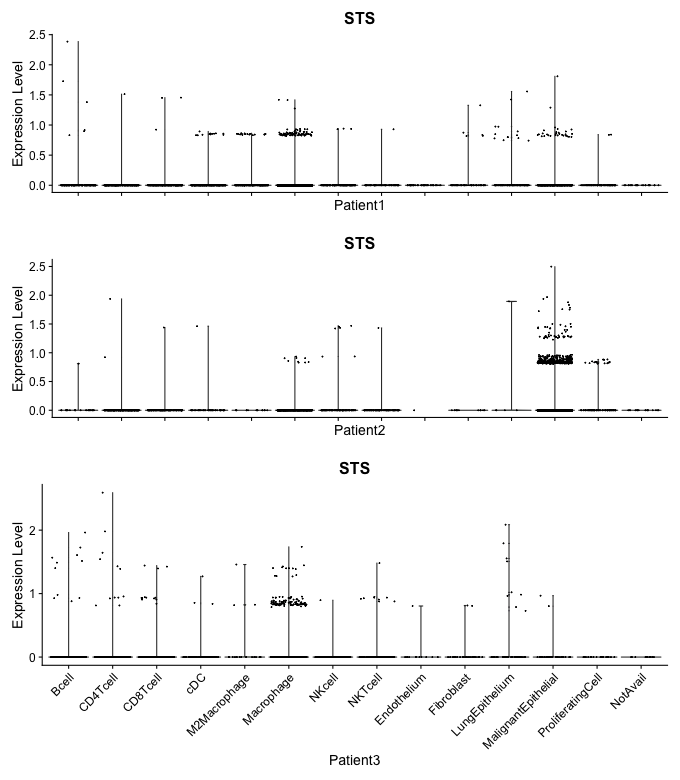 STS
Expression Level
2.5
2.0
1.5
1.0
0.5
0.0
Patient1
STS
Expression Level
2.5
2.0
1.5
1.0
0.5
0.0
Patient2
STS
Expression Level
2
1
0
Bcell
CD4Tcell
CD8Tcell
cDC
M2Macrophage
Macrophage
NKcell
NKTcell
Endothelium
Fibroblast
LungEpithelium
MalignantEpithelial
ProliferatingCell
NotAvail
Patient3